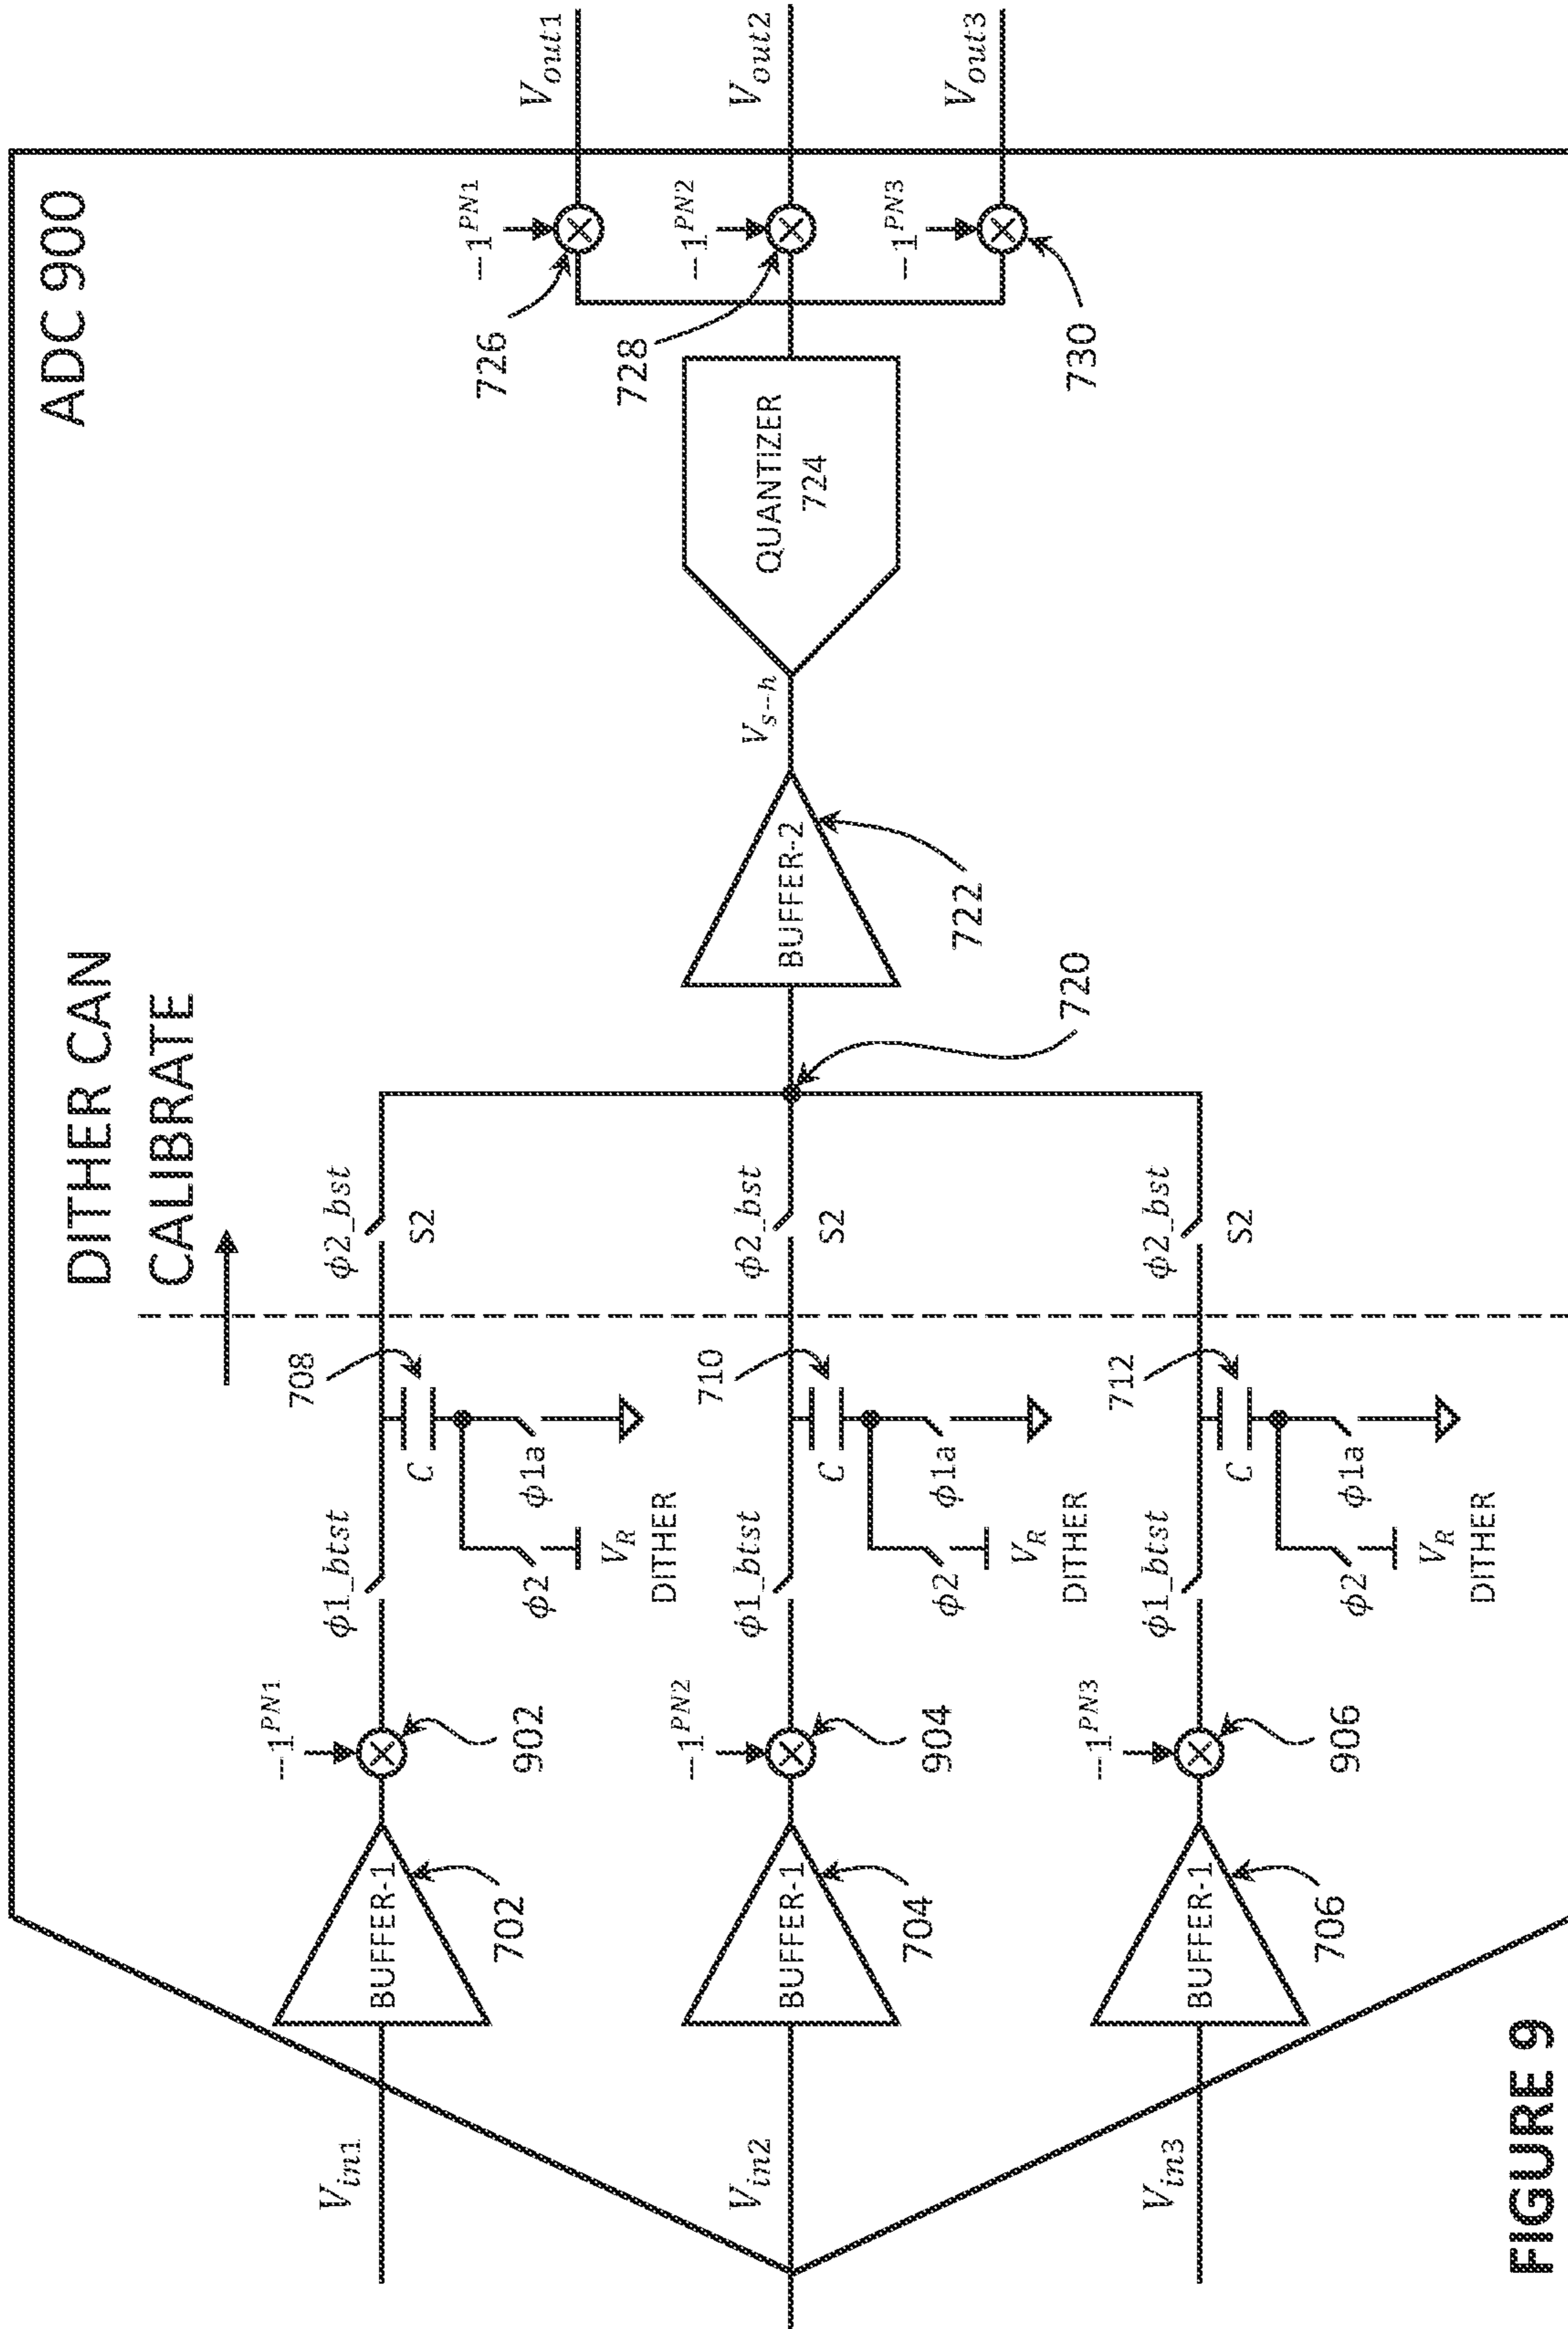 ADC 900
DITHER CAN
CALIBRATE
V_in1
BUFFER-1
702
−1^PN1
902
ϕ1_btst
708
C
ϕ2
ϕ1a
V_R
DITHER
ϕ2_bst
S2
V_in2
BUFFER-1
704
−1^PN2
904
ϕ1_btst
710
C
ϕ2
ϕ1a
V_R
DITHER
ϕ2_bst
S2
V_in3
BUFFER-1
706
−1^PN3
906
ϕ1_btst
712
C
ϕ2
ϕ1a
V_R
DITHER
ϕ2_bst
S2
720
BUFFER-2
722
V_s-h
QUANTIZER
724
−1^PN1
726
V_out1
−1^PN2
728
V_out2
−1^PN3
730
V_out3
FIGURE 9